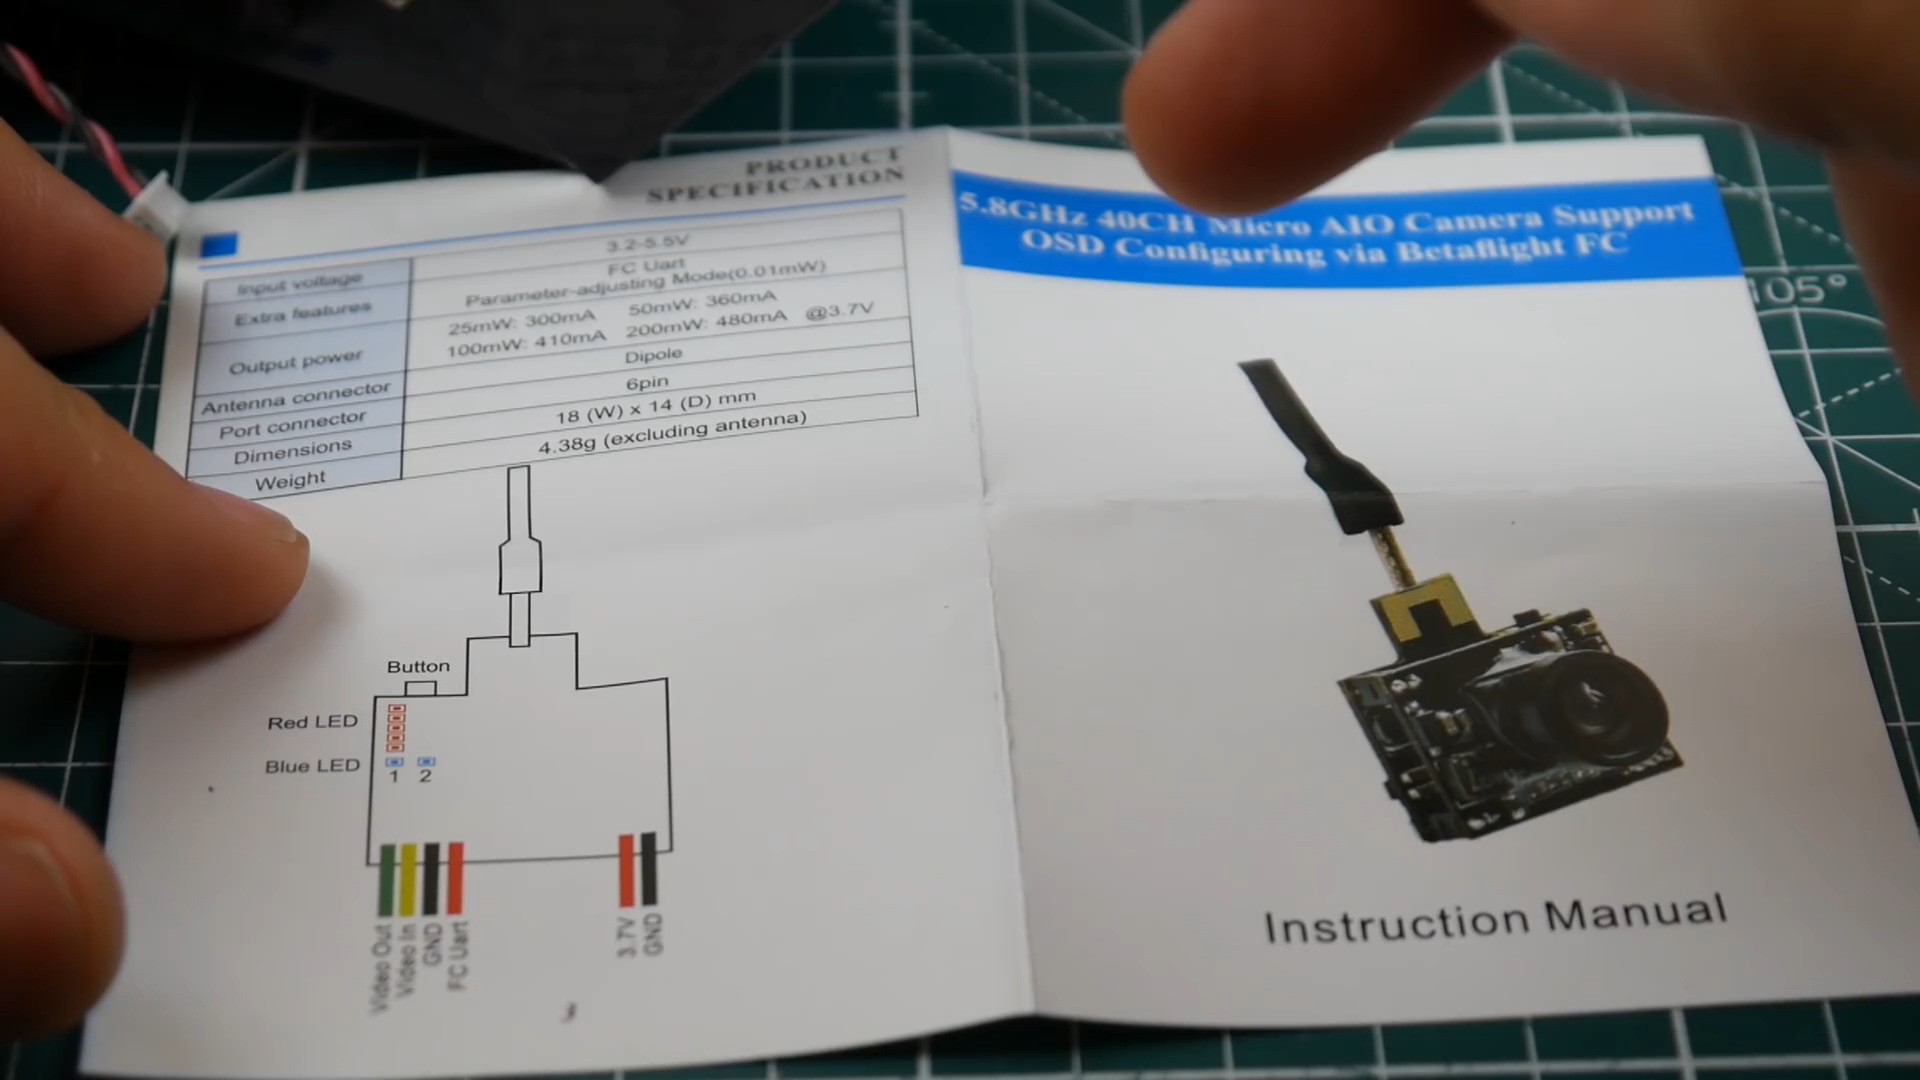 PRODUCT
SPECIFICATION
Input voltage 3.2-5.5V
Extra features FC Uart
Parameter-adjusting Mode(0.01mW)
Output power 25mW: 300mA 50mW: 360mA
100mW: 410mA 200mW: 480mA @3.7V
Antenna connector Dipole
Port connector 6pin
Dimensions 18 (W) x 14 (D) mm
Weight 4.38g (excluding antenna)
Button
Red LED
Blue LED
1 2
Video Out
Video In
GND
FC Uart
3.7V
GND
5.8GHz 40CH Micro AIO Camera Support
OSD Configuring via Betaflight FC
Instruction Manual
105°